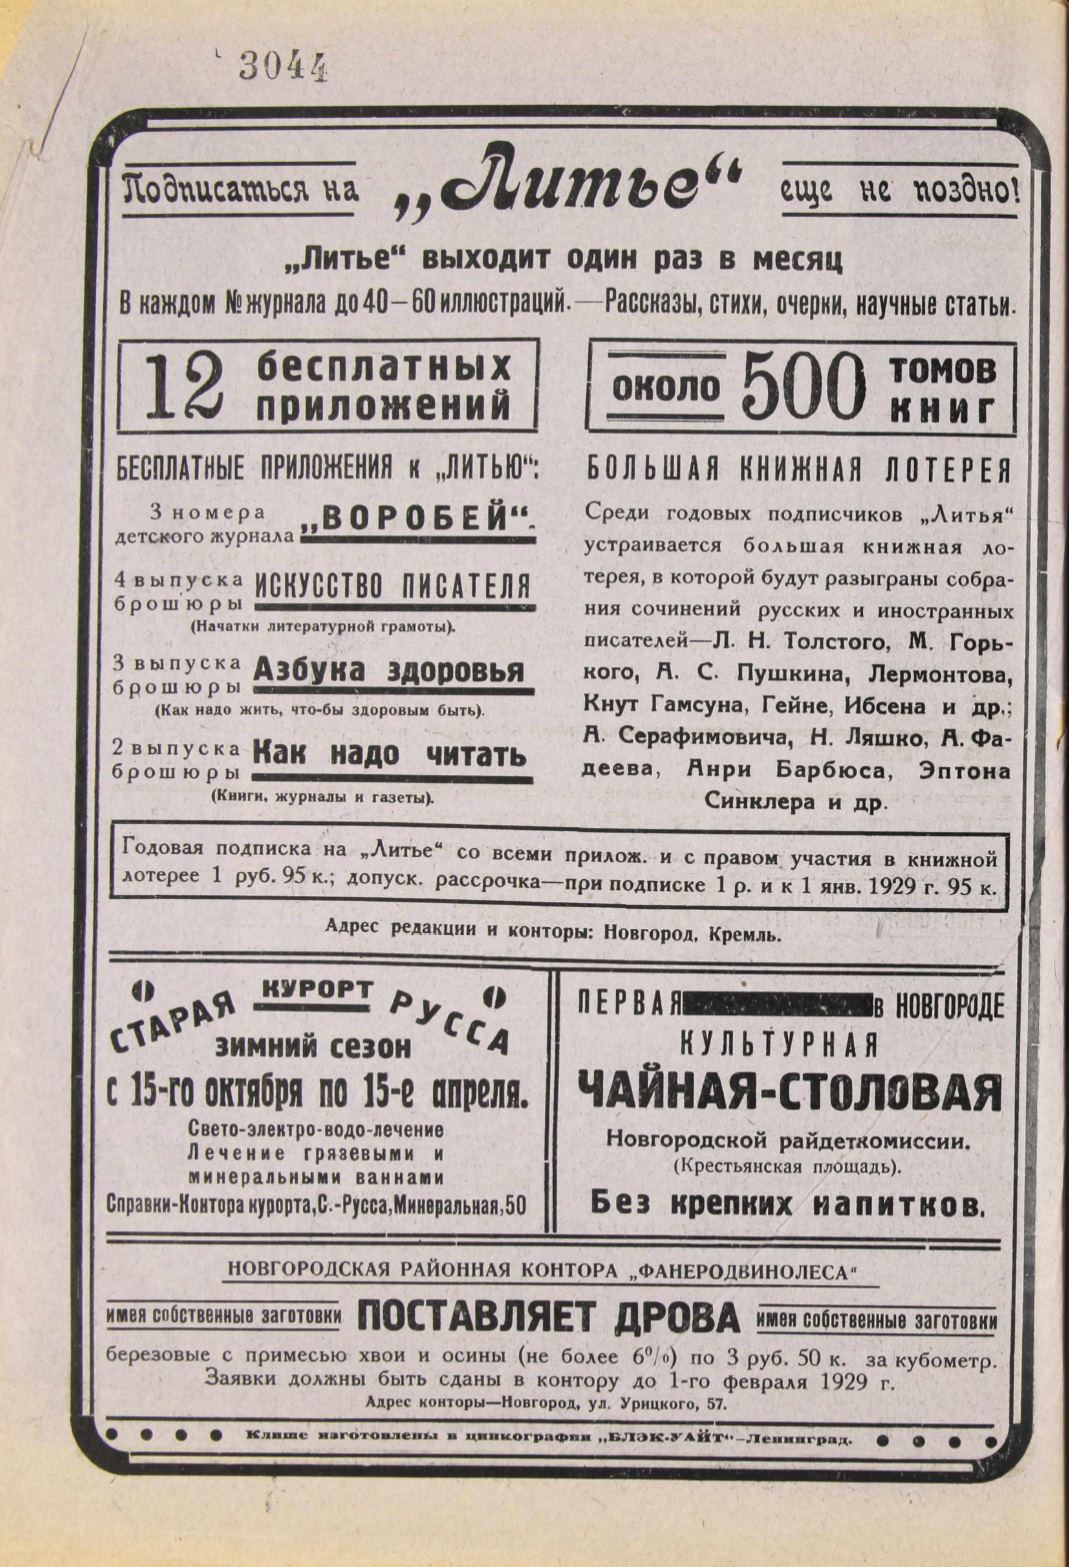 3044
Подписаться на „Литье“ еще не поздно!
„Литье“ выходит один раз в месяц
В каждом № журнала до 40—60 иллюстраций.—Рассказы, стихи, очерки, научные статьи.
12 бесплатных
приложений
около 500 томов
книг
БЕСПЛАТНЫЕ ПРИЛОЖЕНИЯ к „ЛИТЬЮ“:
3 номера
детского журнала „ВОРОБЕЙ“.
4 выпуска
брошюры ИСКУССТВО ПИСАТЕЛЯ
(Начатки литературной грамоты).
3 выпуска
брошюры Азбука здоровья
(Как надо жить, что-бы здоровым быть).
2 выпуска
брошюры Как надо читать
(Книги, журналы и газеты).
БОЛЬШАЯ КНИЖНАЯ ЛОТЕРЕЯ
Среди годовых подписчиков „Литья“
устраивается большая книжная ло-
терея, в которой будут разыграны собра-
ния сочинений русских и иностранных
писателей—Л. Н. Толстого, М. Горь-
кого, А. С. Пушкина, Лермонтова,
Кнут Гамсуна, Гейне, Ибсена и др.;
А. Серафимовича, Н. Ляшко, А. Фа-
деева, Анри Барбюса, Эптона
Синклера и др.
Годовая подписка на „Литье“ со всеми прилож. и с правом участия в книжной
лотерее 1 руб. 95 к.; допуск. рассрочка—при подписке 1 р. и к 1 янв. 1929 г. 95 к.
Адрес редакции и конторы: Новгород, Кремль.
КУРОРТ
СТАРАЯ РУССА
зимний сезон
с 15-го октября по 15-е апреля.
Свето-электро-водо-лечение
Лечение грязевыми и
минеральными ваннами
Справки-Контора курорта, С.-Русса, Минеральная, 50
ПЕРВАЯ в НОВГОРОДЕ
КУЛЬТУРНАЯ
ЧАЙНАЯ-СТОЛОВАЯ
Новгородской райдеткомиссии.
(Крестьянская площадь).
Без крепких напитков.
НОВГОРОДСКАЯ РАЙОННАЯ КОНТОРА „ФАНЕРОДВИНОЛЕСА“
имея собственные заготовки ПОСТАВЛЯЕТ ДРОВА имея собственные заготовки
березовые с примесью хвои и осины (не более 6%) по 3 руб. 50 к. за кубометр.
Заявки должны быть сданы в контору до 1-го февраля 1929 г.
Адрес конторы—Новгород, ул. Урицкого, 57.
Клише изготовлены в цинкографии „БЛЭК-УАЙТ“—Ленинград.